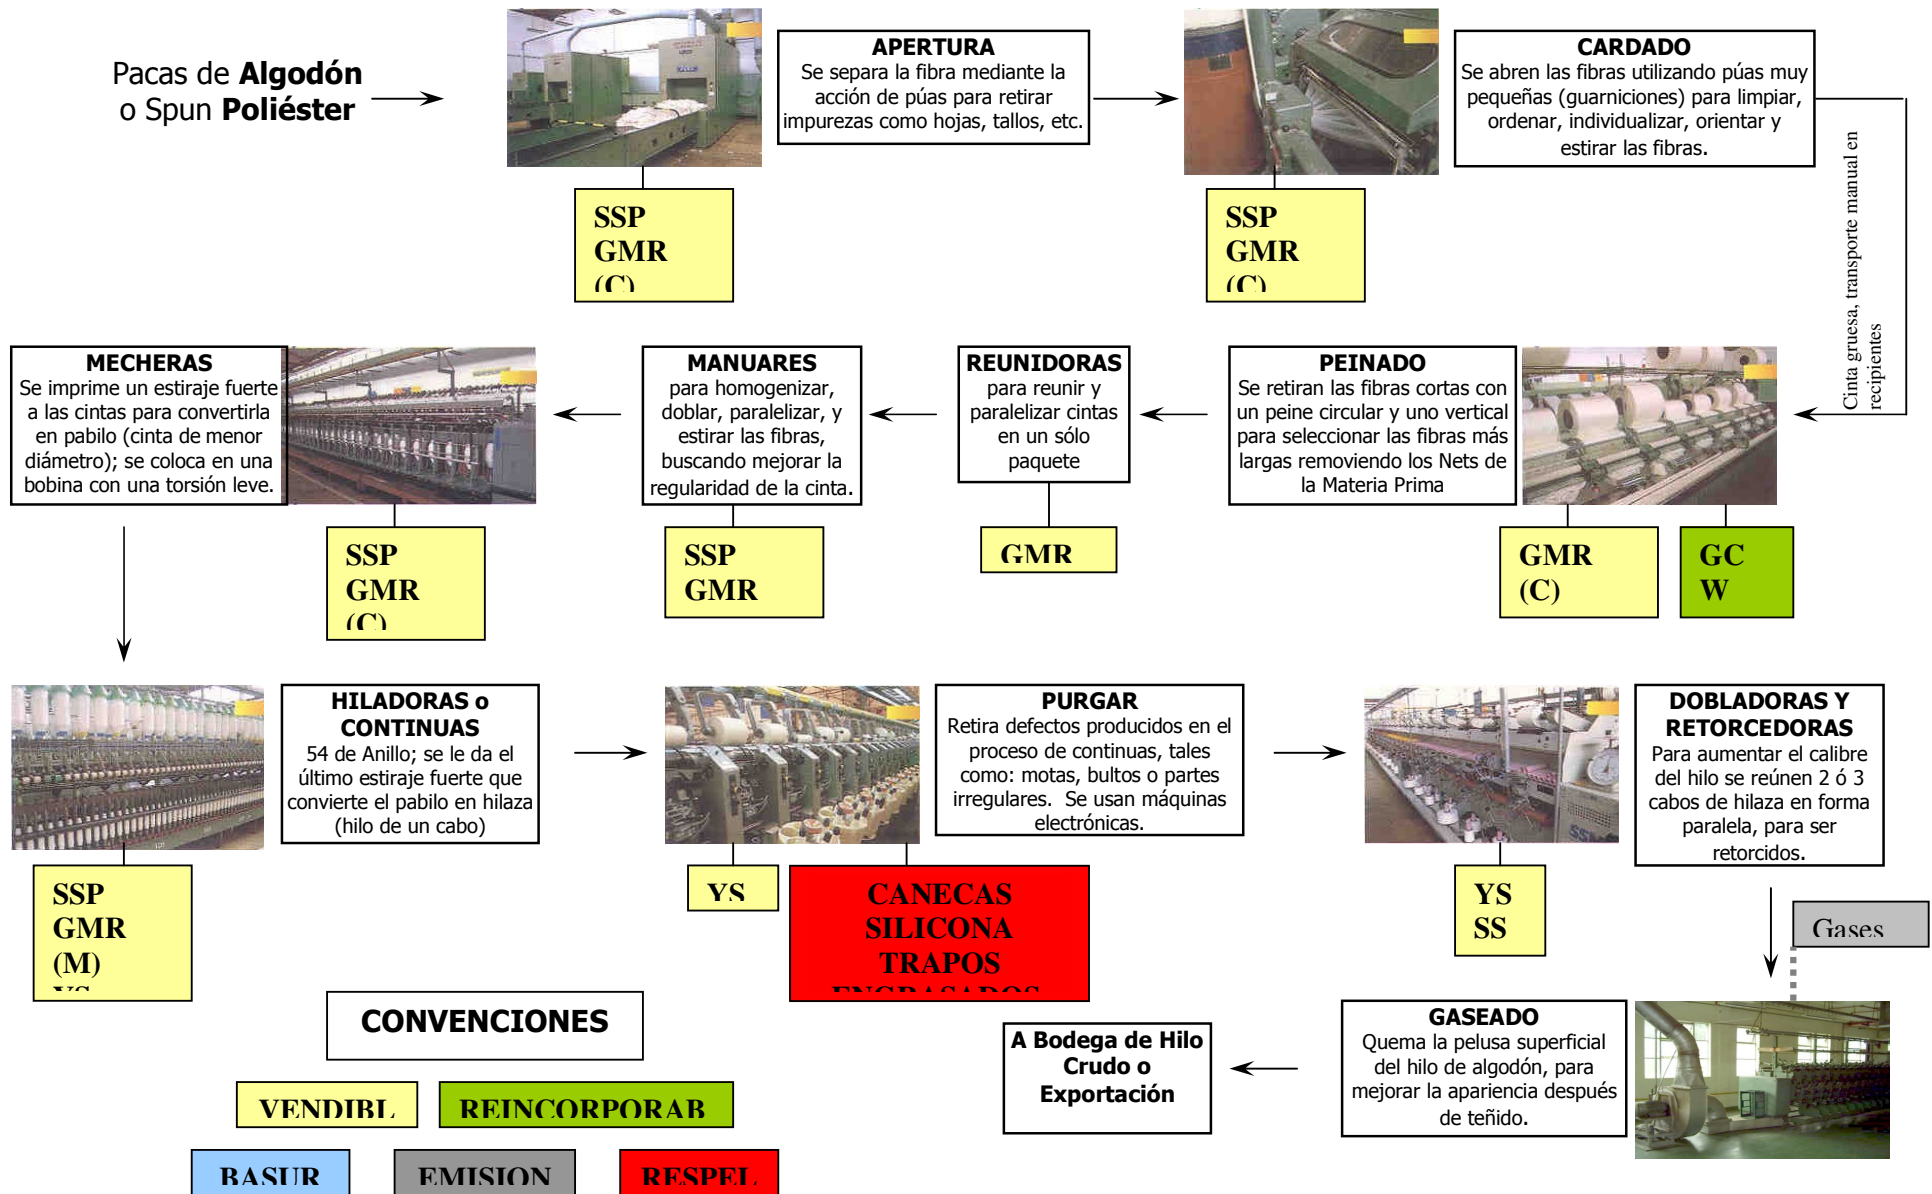 Pacas de Algodón
o Spun Poliéster
APERTURA
Se separa la fibra mediante la
acción de púas para retirar
impurezas como hojas, tallos, etc.
CARDADO
Se abren las fibras utilizando púas muy
pequeñas (guarniciones) para limpiar,
ordenar, individualizar, orientar y
estirar las fibras.
SSP
GMR
(C)
SSP
GMR
(C)
Cinta gruesa, transporte manual en
recipientes
PEINADO
Se retiran las fibras cortas con
un peine circular y uno vertical
para seleccionar las fibras más
largas removiendo los Nets de
la Materia Prima
GMR
(C)
GC
W
REUNIDORAS
para reunir y
paralelizar cintas
en un sólo
paquete
GMR
MANUARES
para homogenizar,
doblar, paralelizar, y
estirar las fibras,
buscando mejorar la
regularidad de la cinta.
SSP
GMR
MECHERAS
Se imprime un estiraje fuerte
a las cintas para convertirla
en pabilo (cinta de menor
diámetro); se coloca en una
bobina con una torsión leve.
SSP
GMR
(C)
HILADORAS o
CONTINUAS
54 de Anillo; se le da el
último estiraje fuerte que
convierte el pabilo en hilaza
(hilo de un cabo)
SSP
GMR
(M)
YS
PURGAR
Retira defectos producidos en el
proceso de continuas, tales
como: motas, bultos o partes
irregulares. Se usan máquinas
electrónicas.
YS
CANECAS
SILICONA
TRAPOS
ENGRASADOS
DOBLADORAS Y
RETORCEDORAS
Para aumentar el calibre
del hilo se reúnen 2 ó 3
cabos de hilaza en forma
paralela, para ser
retorcidos.
YS
SS
Gases
GASEADO
Quema la pelusa superficial
del hilo de algodón, para
mejorar la apariencia después
de teñido.
A Bodega de Hilo
Crudo o
Exportación
CONVENCIONES
VENDIBL
REINCORPORAB
BASUR
EMISION
RESPEL